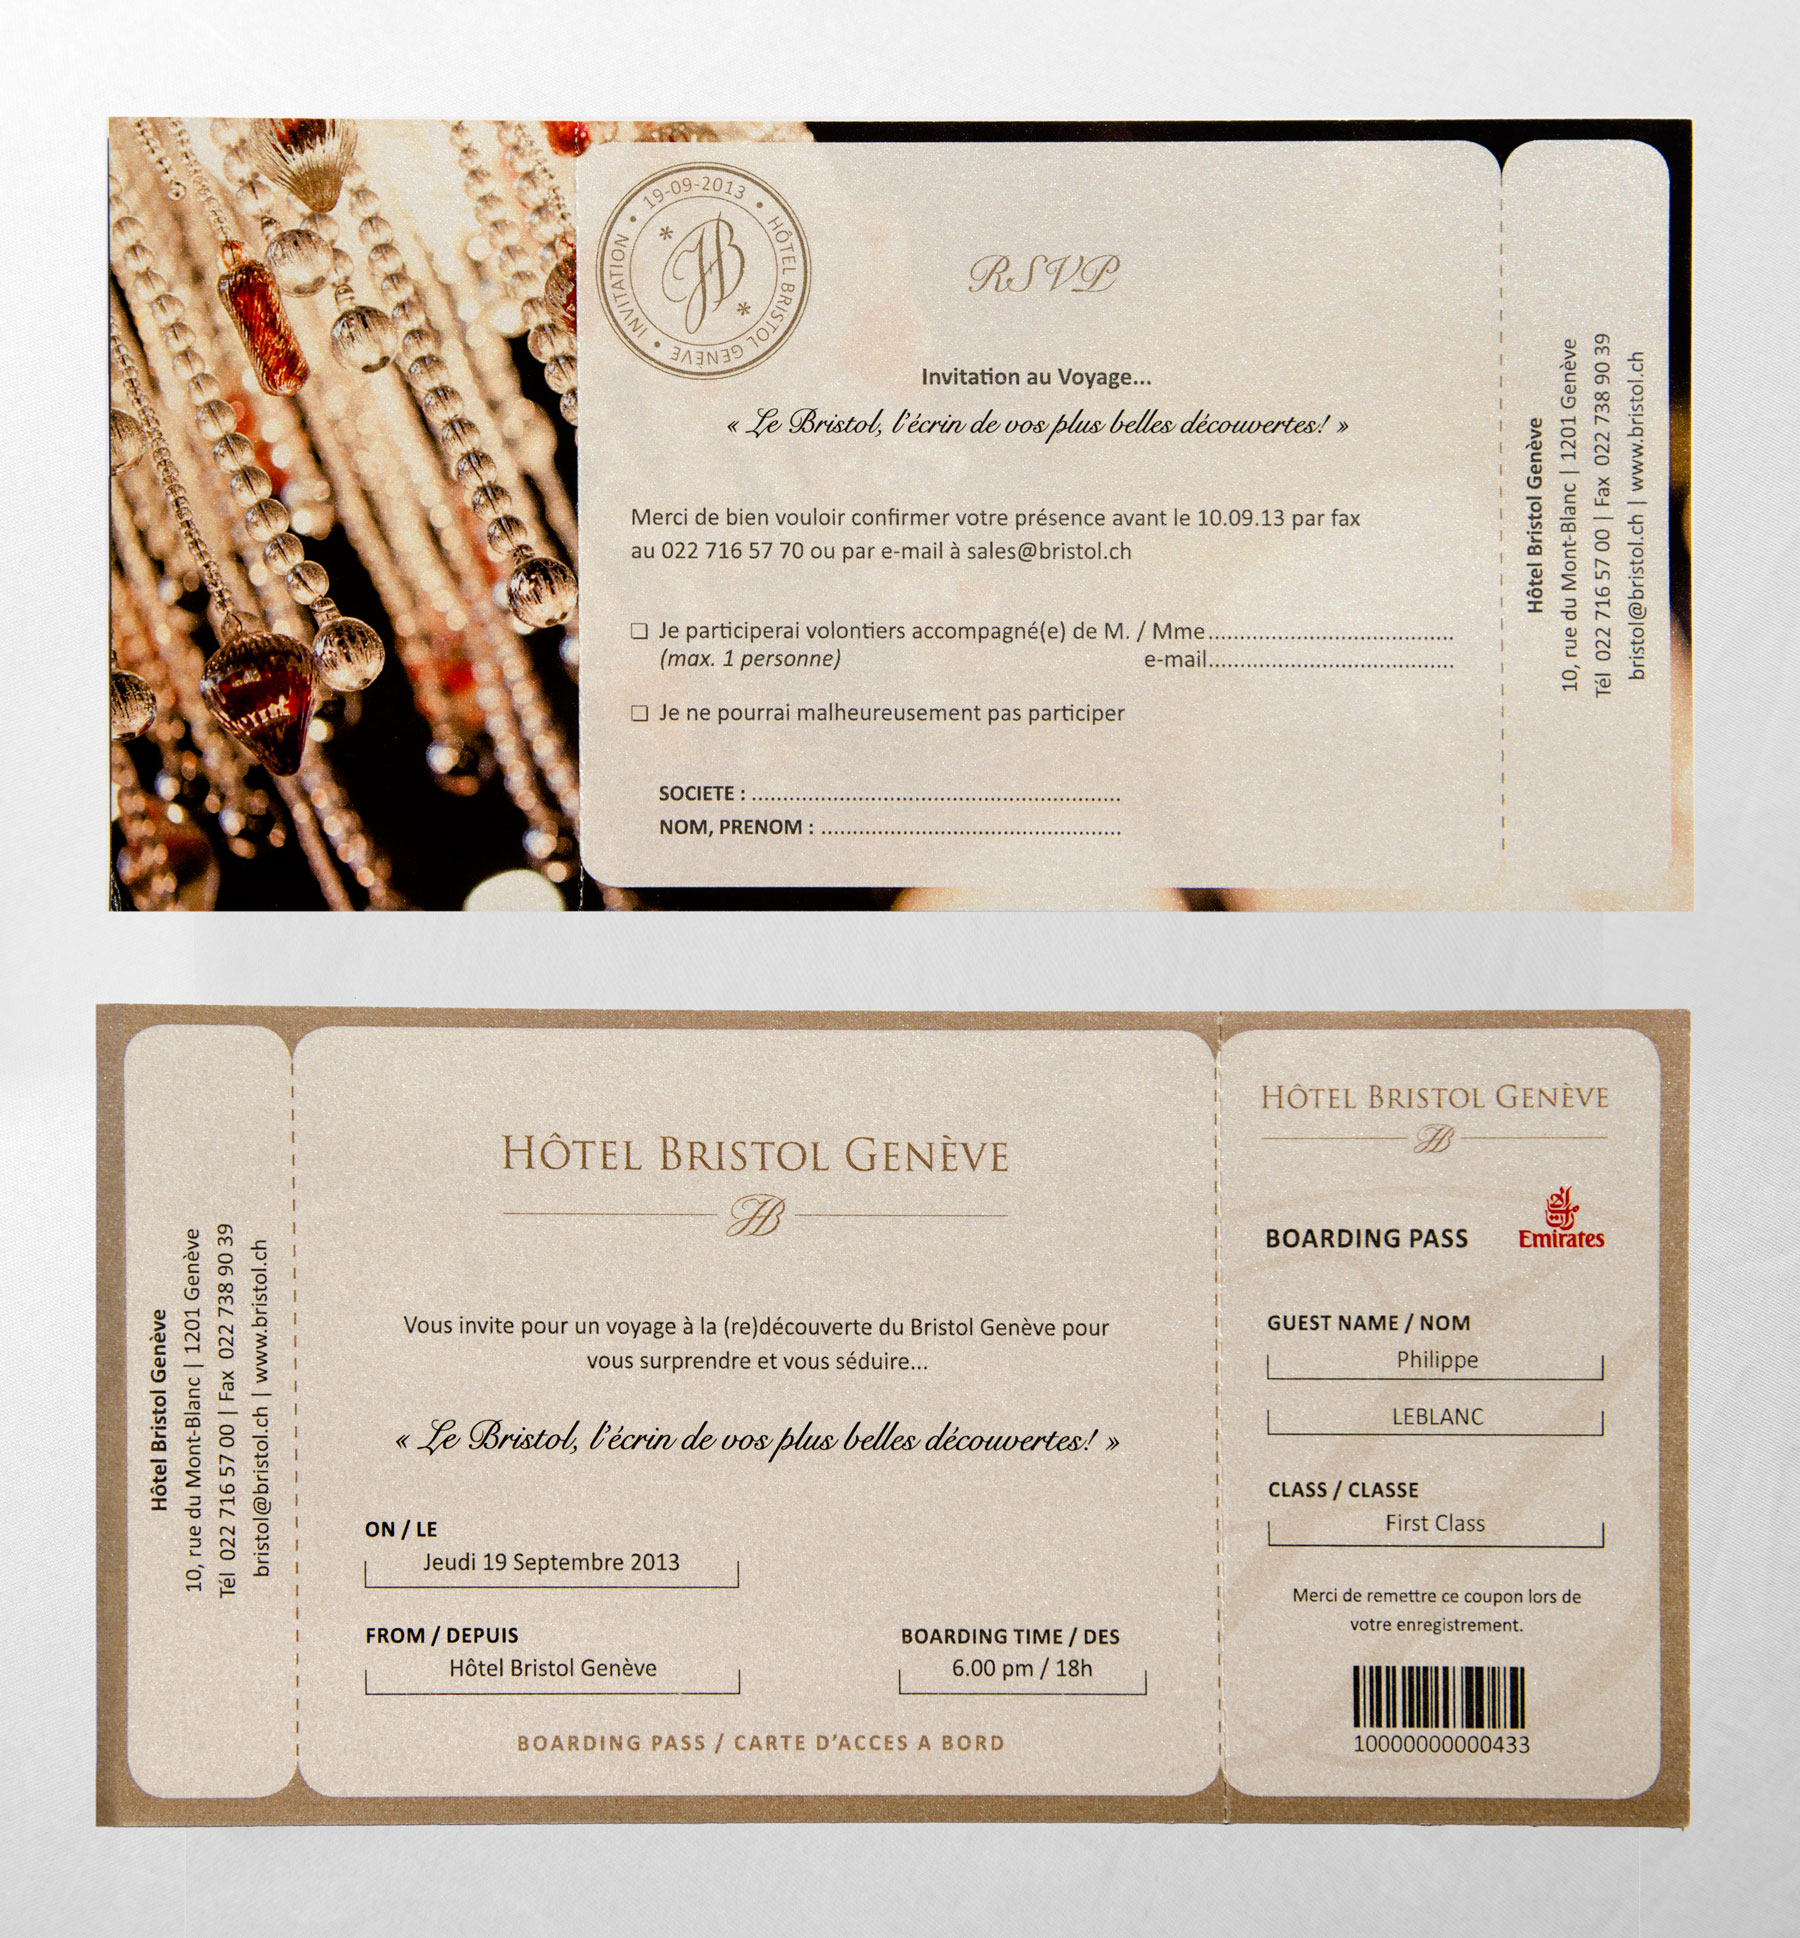 19-09-2013 • HÔTEL BRISTOL GENÈVE • INVITATION •
HB
RSVP
Invitation au Voyage...
« Le Bristol, l'écrin de vos plus belles découvertes! »
Merci de bien vouloir confirmer votre présence avant le 10.09.13 par fax
au 022 716 57 70 ou par e-mail à sales@bristol.ch
❏ Je participerai volontiers accompagné(e) de M. / Mme.......................................
(max. 1 personne) e-mail.......................................
❏ Je ne pourrai malheureusement pas participer
SOCIETE : ...........................................................
NOM, PRENOM : ................................................
Hôtel Bristol Genève
10, rue du Mont-Blanc | 1201 Genève
Tél 022 716 57 00 | Fax 022 738 90 39
bristol@bristol.ch | www.bristol.ch
Hôtel Bristol Genève
10, rue du Mont-Blanc | 1201 Genève
Tél 022 716 57 00 | Fax 022 738 90 39
bristol@bristol.ch | www.bristol.ch
HÔTEL BRISTOL GENÈVE
HB
Vous invite pour un voyage à la (re)découverte du Bristol Genève pour
vous surprendre et vous séduire...
« Le Bristol, l'écrin de vos plus belles découvertes! »
ON / LE
Jeudi 19 Septembre 2013
FROM / DEPUIS
Hôtel Bristol Genève
BOARDING TIME / DES
6.00 pm / 18h
BOARDING PASS / CARTE D'ACCES A BORD
HÔTEL BRISTOL GENÈVE
HB
BOARDING PASS
Emirates
GUEST NAME / NOM
Philippe
LEBLANC
CLASS / CLASSE
First Class
Merci de remettre ce coupon lors de
votre enregistrement.
10000000000433